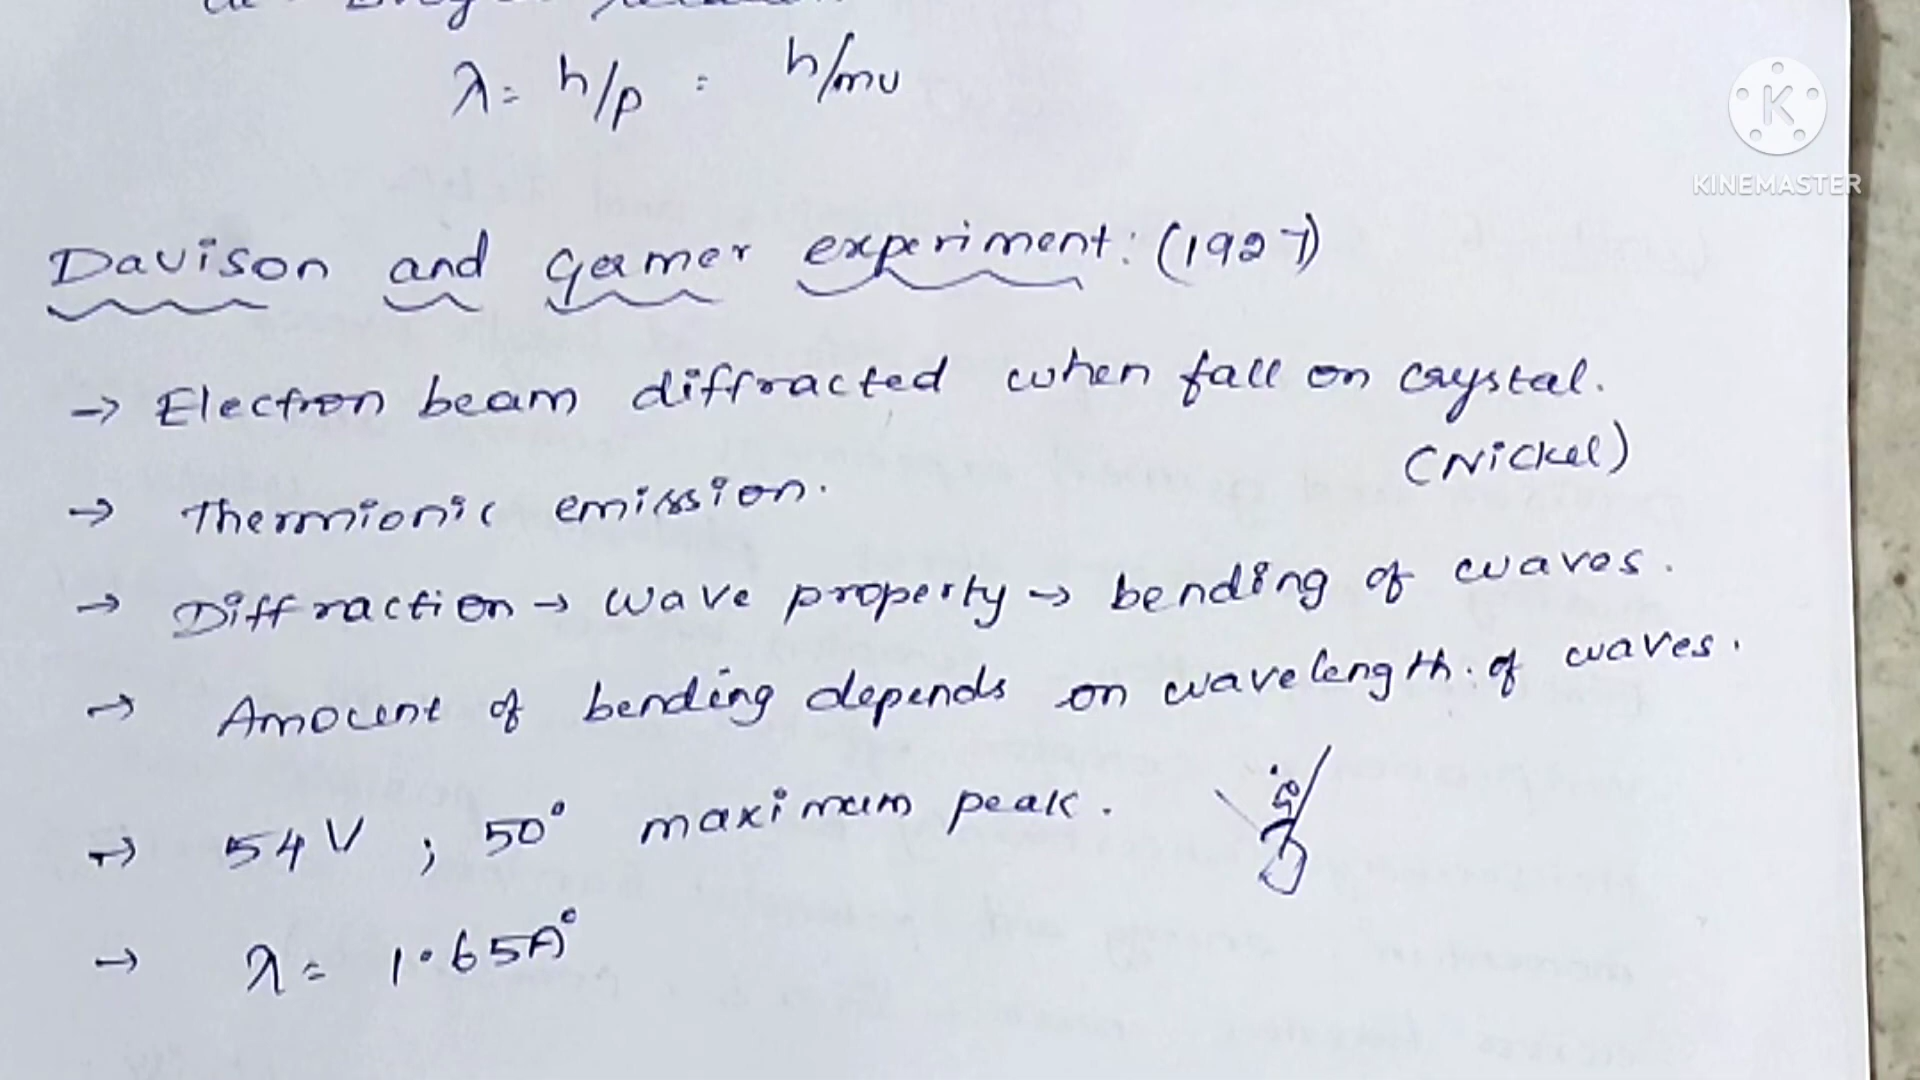 λ = h/p = h/mv
KINEMASTER
Davison and germer experiment: (1927)
→ Electron beam diffracted when fall on crystal.
(Nickel)
→ Thermionic emission.
→ Diffraction → wave property → bending of waves.
→ Amount of bending depends on wavelength. of waves.
→ 54V ; 50° maximum peak.
→ λ = 1.65A°